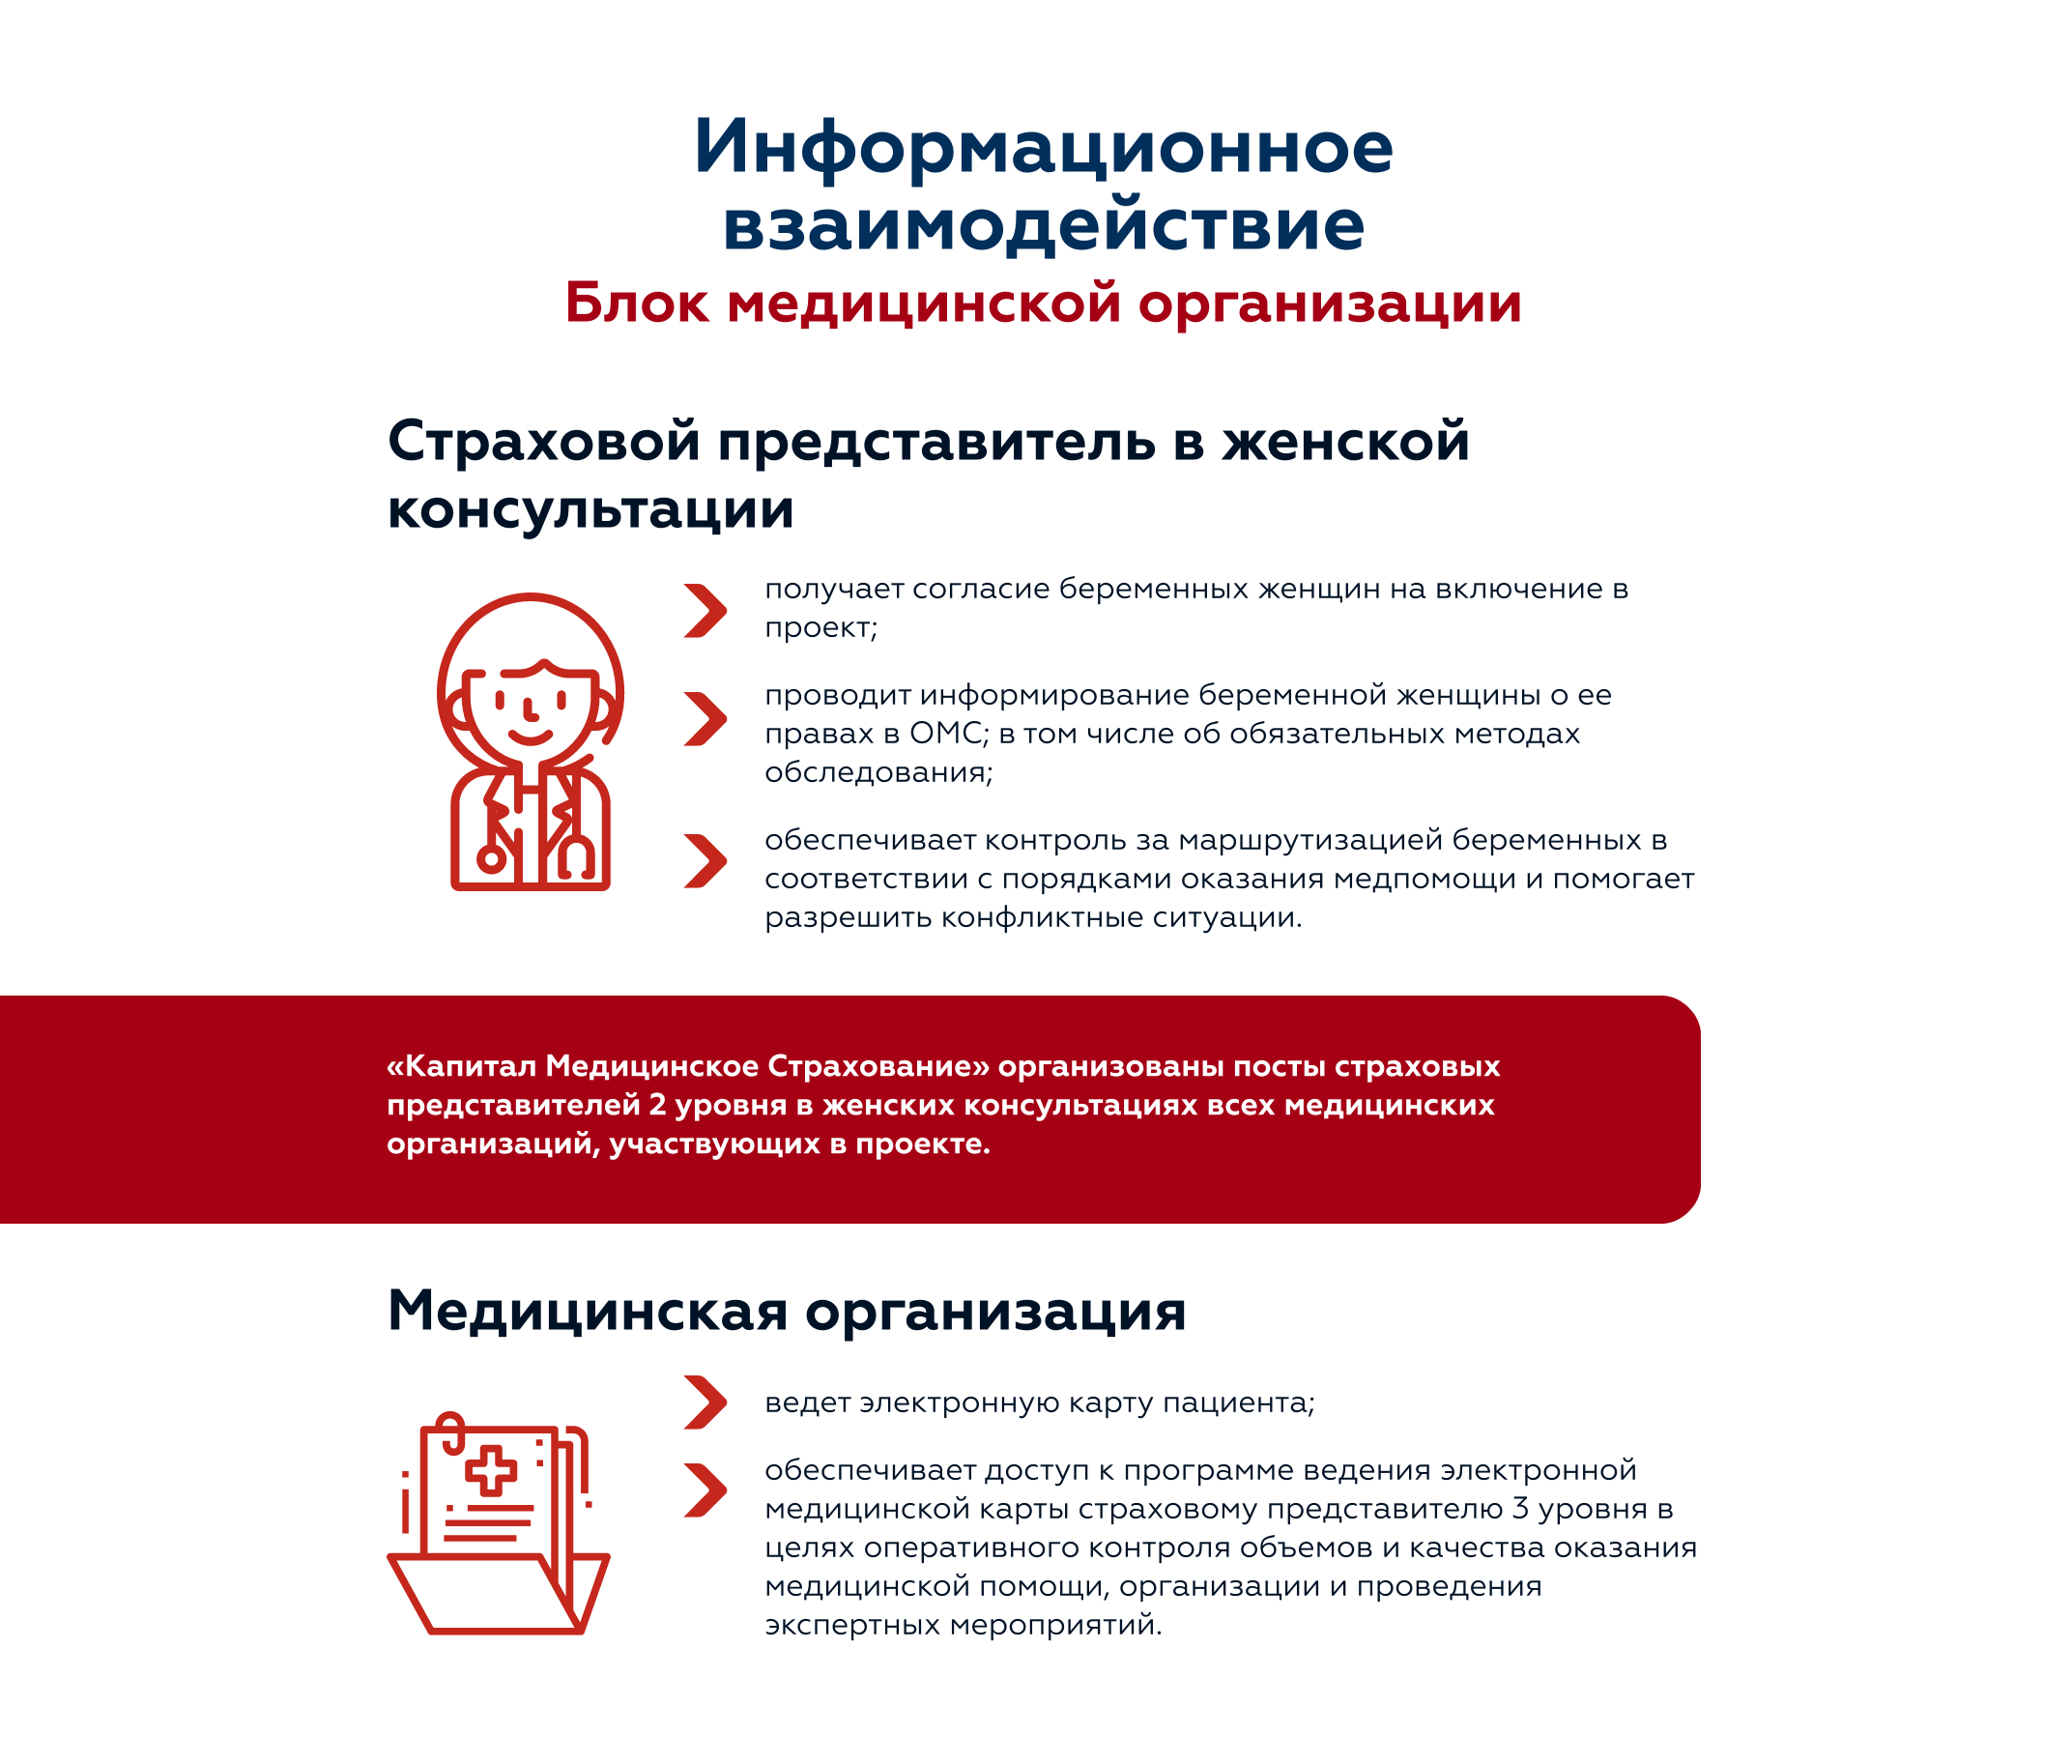 Информационное
взаимодействие
Блок медицинской организации
Страховой представитель в женской
консультации
получает согласие беременных женщин на включение в
проект;
проводит информирование беременной женщины о ее
правах в ОМС; в том числе об обязательных методах
обследования;
обеспечивает контроль за маршрутизацией беременных в
соответствии с порядками оказания медпомощи и помогает
разрешить конфликтные ситуации.
«Капитал Медицинское Страхование» организованы посты страховых
представителей 2 уровня в женских консультациях всех медицинских
организаций, участвующих в проекте.
Медицинская организация
ведет электронную карту пациента;
обеспечивает доступ к программе ведения электронной
медицинской карты страховому представителю 3 уровня в
целях оперативного контроля объемов и качества оказания
медицинской помощи, организации и проведения
экспертных мероприятий.